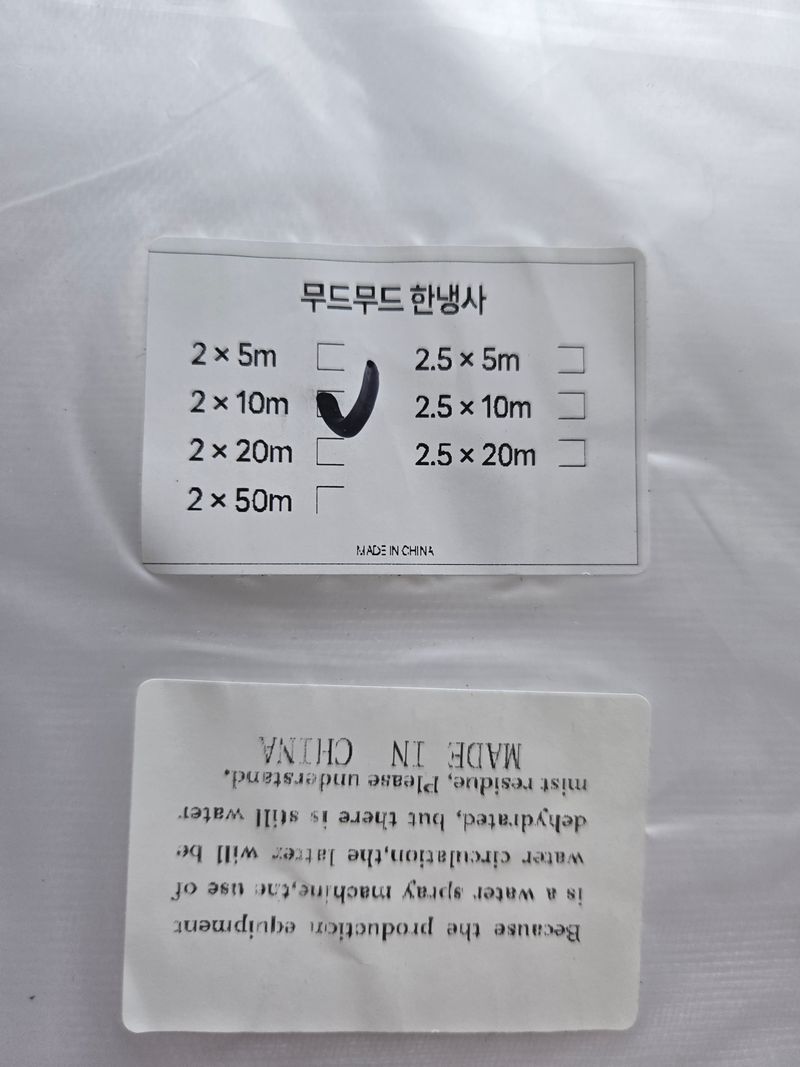 무드무드 한냉사
2 × 5m
2 × 10m
2 × 20m
2 × 50m
2.5 × 5m
2.5 × 10m
2.5 × 20m
MADE IN CHINA
Because the production equipment
is a water spray machine,the use of
water circulation,the latter will be
dehydrated, but there is still water
mist residue, Please understand.
MADE IN CHINA